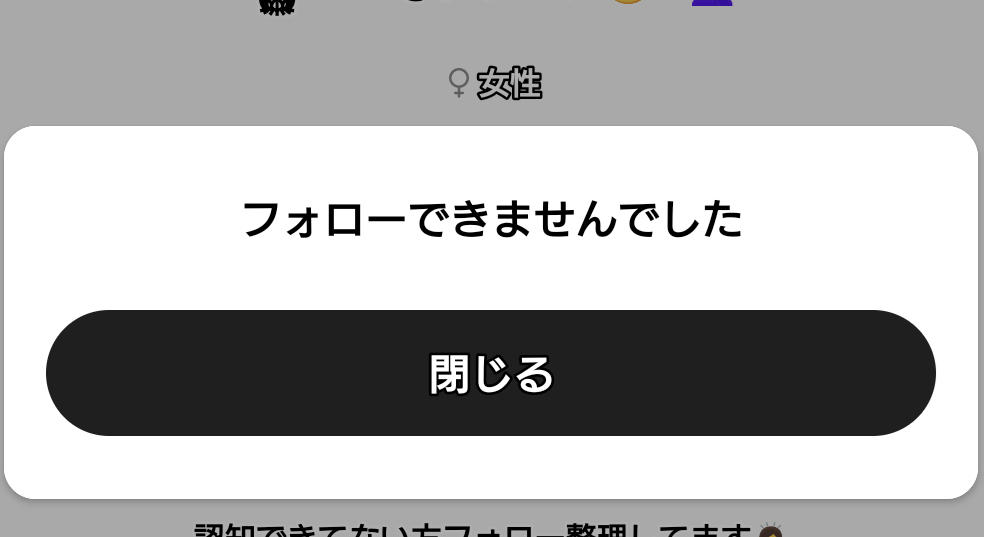 女性
フォローできませんでした
閉じる
認知できてない方フォロー整理してます